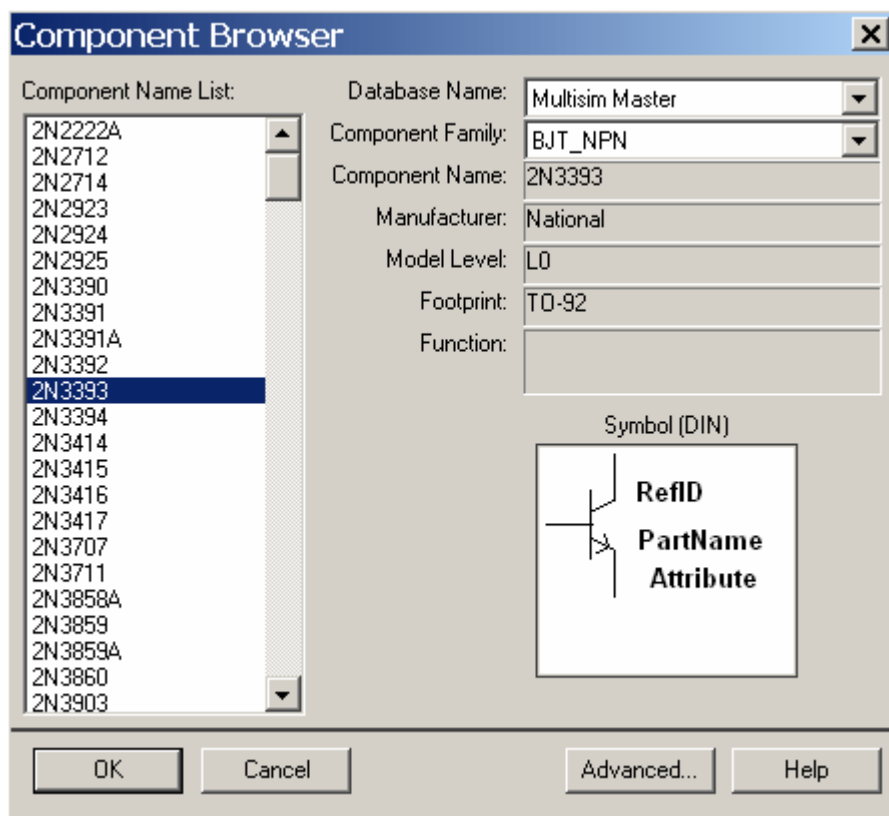 Component Browser
Component Name List:
2N2222A
2N2712
2N2714
2N2923
2N2924
2N2925
2N3390
2N3391
2N3391A
2N3392
2N3393
2N3394
2N3414
2N3415
2N3416
2N3417
2N3707
2N3711
2N3858A
2N3859
2N3859A
2N3860
2N3903
Database Name: Multisim Master
Component Family: BJT_NPN
Component Name: 2N3393
Manufacturer: National
Model Level: L0
Footprint: TO-92
Function:
Symbol (DIN)
RefID
PartName
Attribute
OK Cancel Advanced... Help